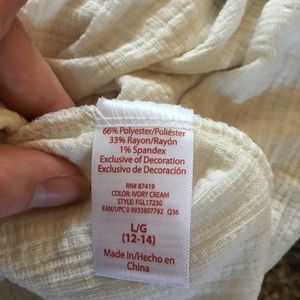 66% Polyester/Poliéster
33% Rayon/Rayón
1% Spandex
Exclusive of Decoration
Exclusivo de Decoración
RN# 87419
COLOR: IVORY CREAM
STYLE: FGL17230
EAN/UPC 0 9933897792 Q36
L/G
(12-14)
Made in/Hecho en
China